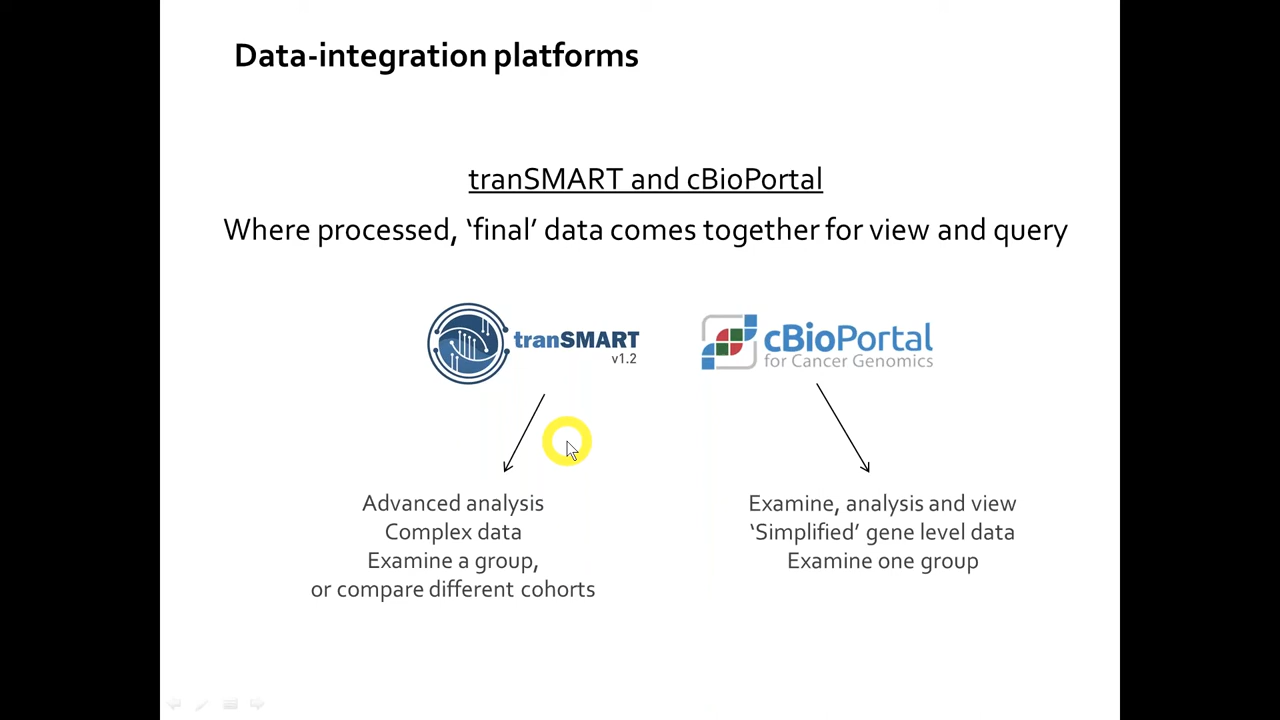 Data-integration platforms
tranSMART and cBioPortal
Where processed, ‘final’ data comes together for view and query
tranSMART
v1.2
cBioPortal
for Cancer Genomics
Advanced analysis
Complex data
Examine a group,
or compare different cohorts
Examine, analysis and view
‘Simplified’ gene level data
Examine one group